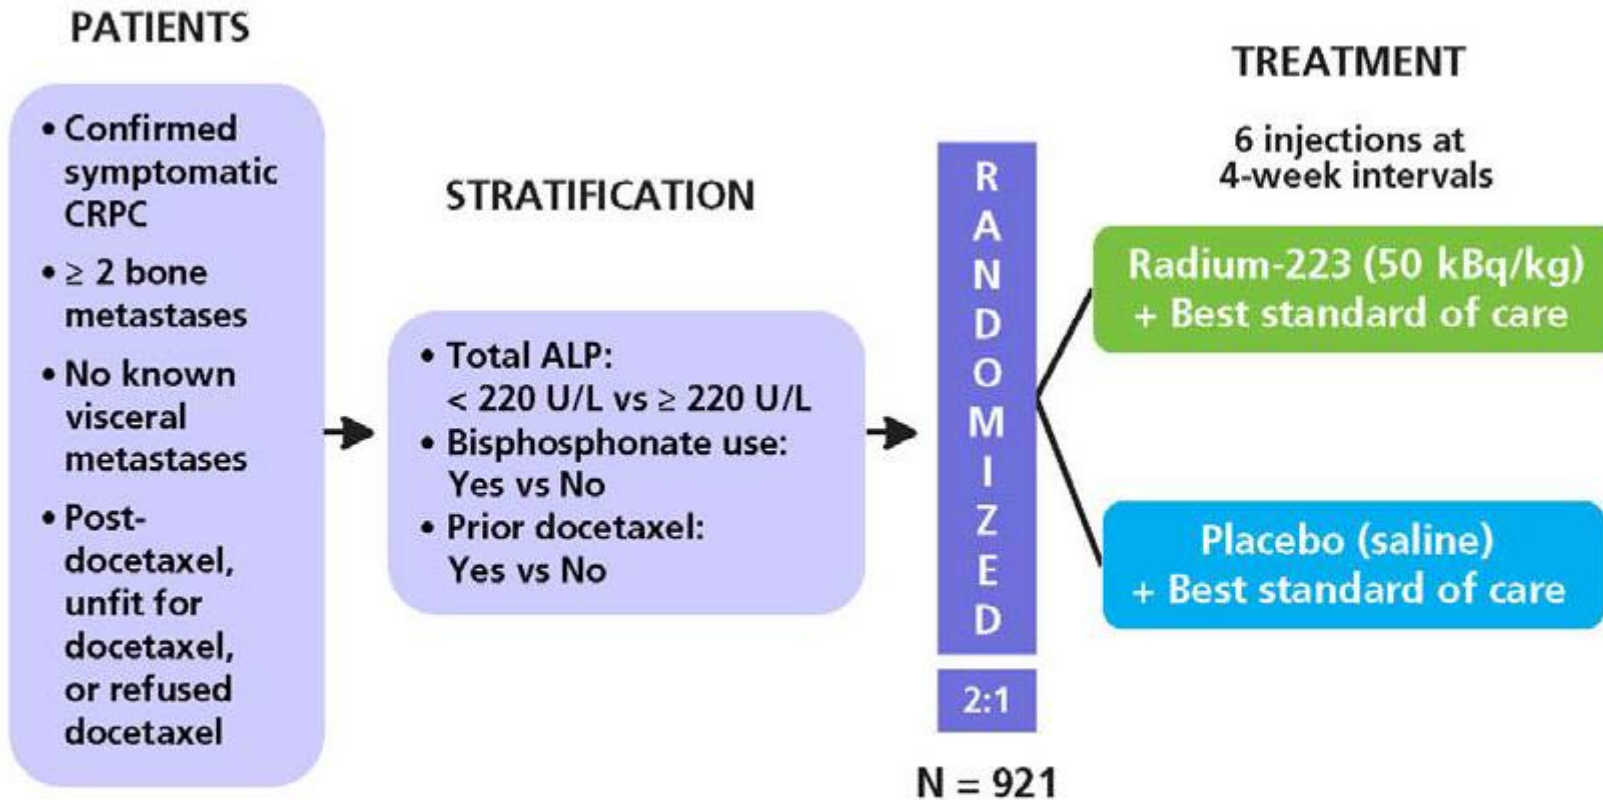 PATIENTS
• Confirmed
symptomatic
CRPC
• ≥ 2 bone
metastases
• No known
visceral
metastases
• Post-
docetaxel,
unfit for
docetaxel,
or refused
docetaxel
STRATIFICATION
• Total ALP:
< 220 U/L vs ≥ 220 U/L
• Bisphosphonate use:
Yes vs No
• Prior docetaxel:
Yes vs No
RANDOMIZED
2:1
N = 921
TREATMENT
6 injections at
4-week intervals
Radium-223 (50 kBq/kg)
+ Best standard of care
Placebo (saline)
+ Best standard of care